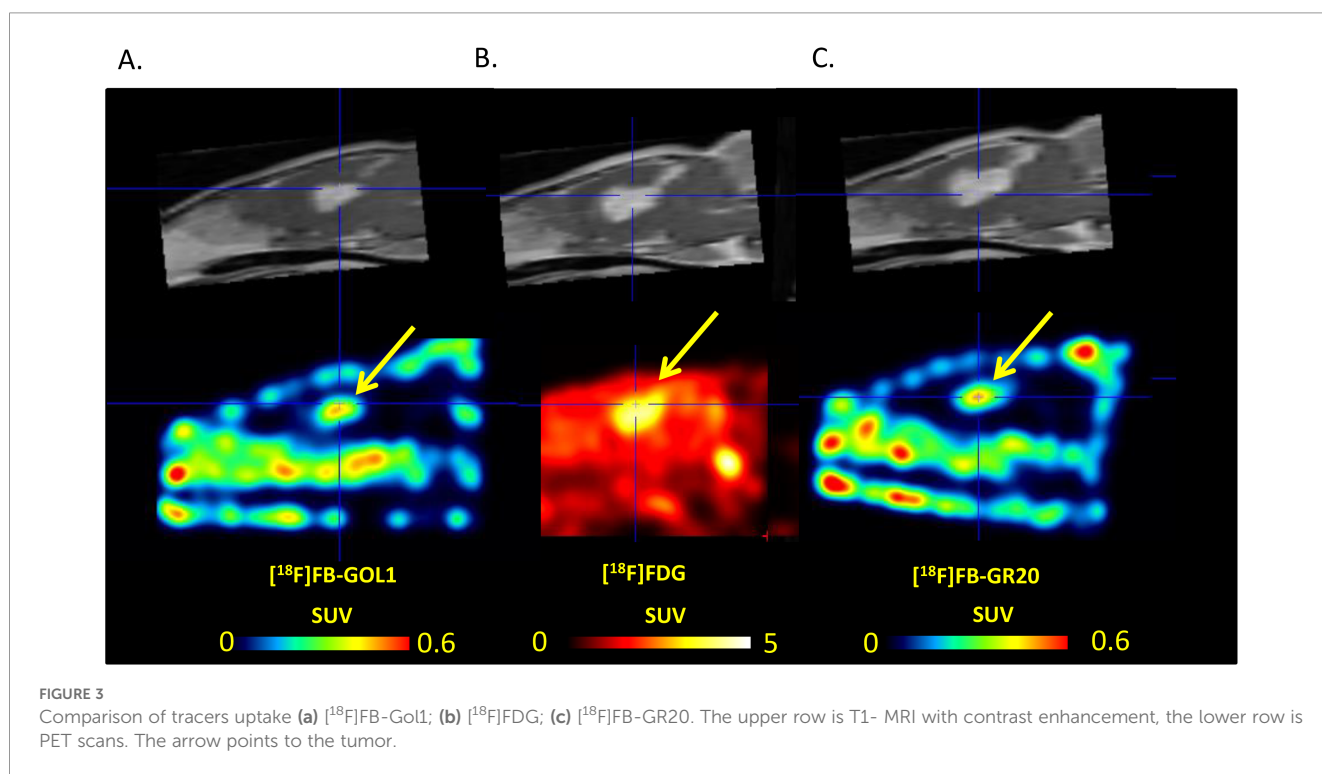 A.
B.
C.
[¹⁸F]FB-GOL1
[¹⁸F]FDG
[¹⁸F]FB-GR20
SUV
SUV
SUV
0 0.6
0 5
0 0.6
FIGURE 3
Comparison of tracers uptake (a) [¹⁸F]FB-Gol1; (b) [¹⁸F]FDG; (c) [¹⁸F]FB-GR20. The upper row is T1- MRI with contrast enhancement, the lower row is
PET scans. The arrow points to the tumor.